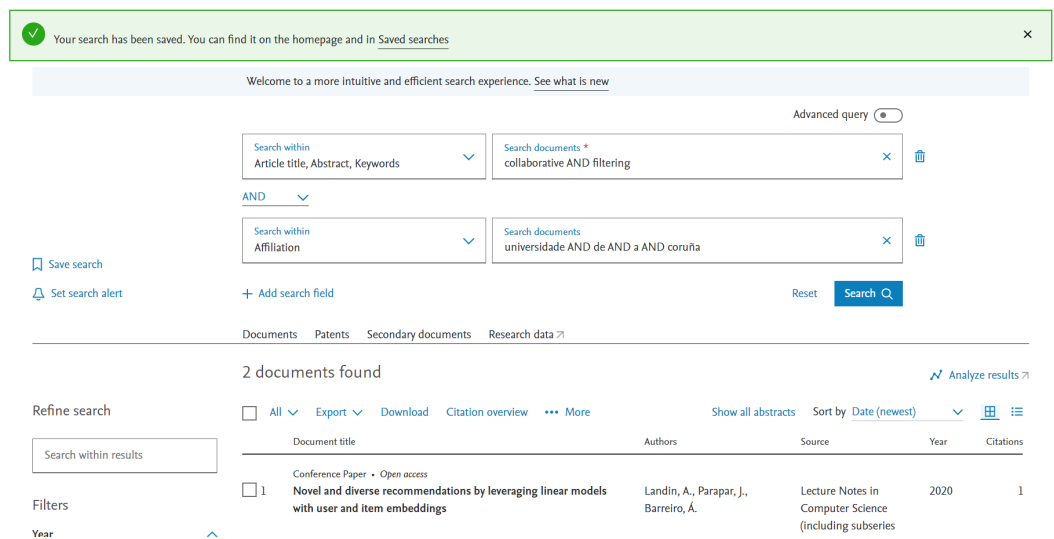 Your search has been saved. You can find it on the homepage and in Saved searches
Welcome to a more intuitive and efficient search experience. See what is new
Advanced query
Search within
Article title, Abstract, Keywords
Search documents *
collaborative AND filtering
AND
Search within
Affiliation
Search documents
universidade AND de AND a AND coruña
Save search
Set search alert
+ Add search field
Reset
Search
Documents Patents Secondary documents Research data
2 documents found
Analyze results
Refine search
All Export Download Citation overview More
Show all abstracts Sort by Date (newest)
Search within results
Document title Authors Source Year Citations
Conference Paper • Open access
1 Novel and diverse recommendations by leveraging linear models
with user and item embeddings
Landin, A., Parapar, J.,
Barreiro, Á.
Lecture Notes in
Computer Science
(including subseries
2020
1
Filters
Year